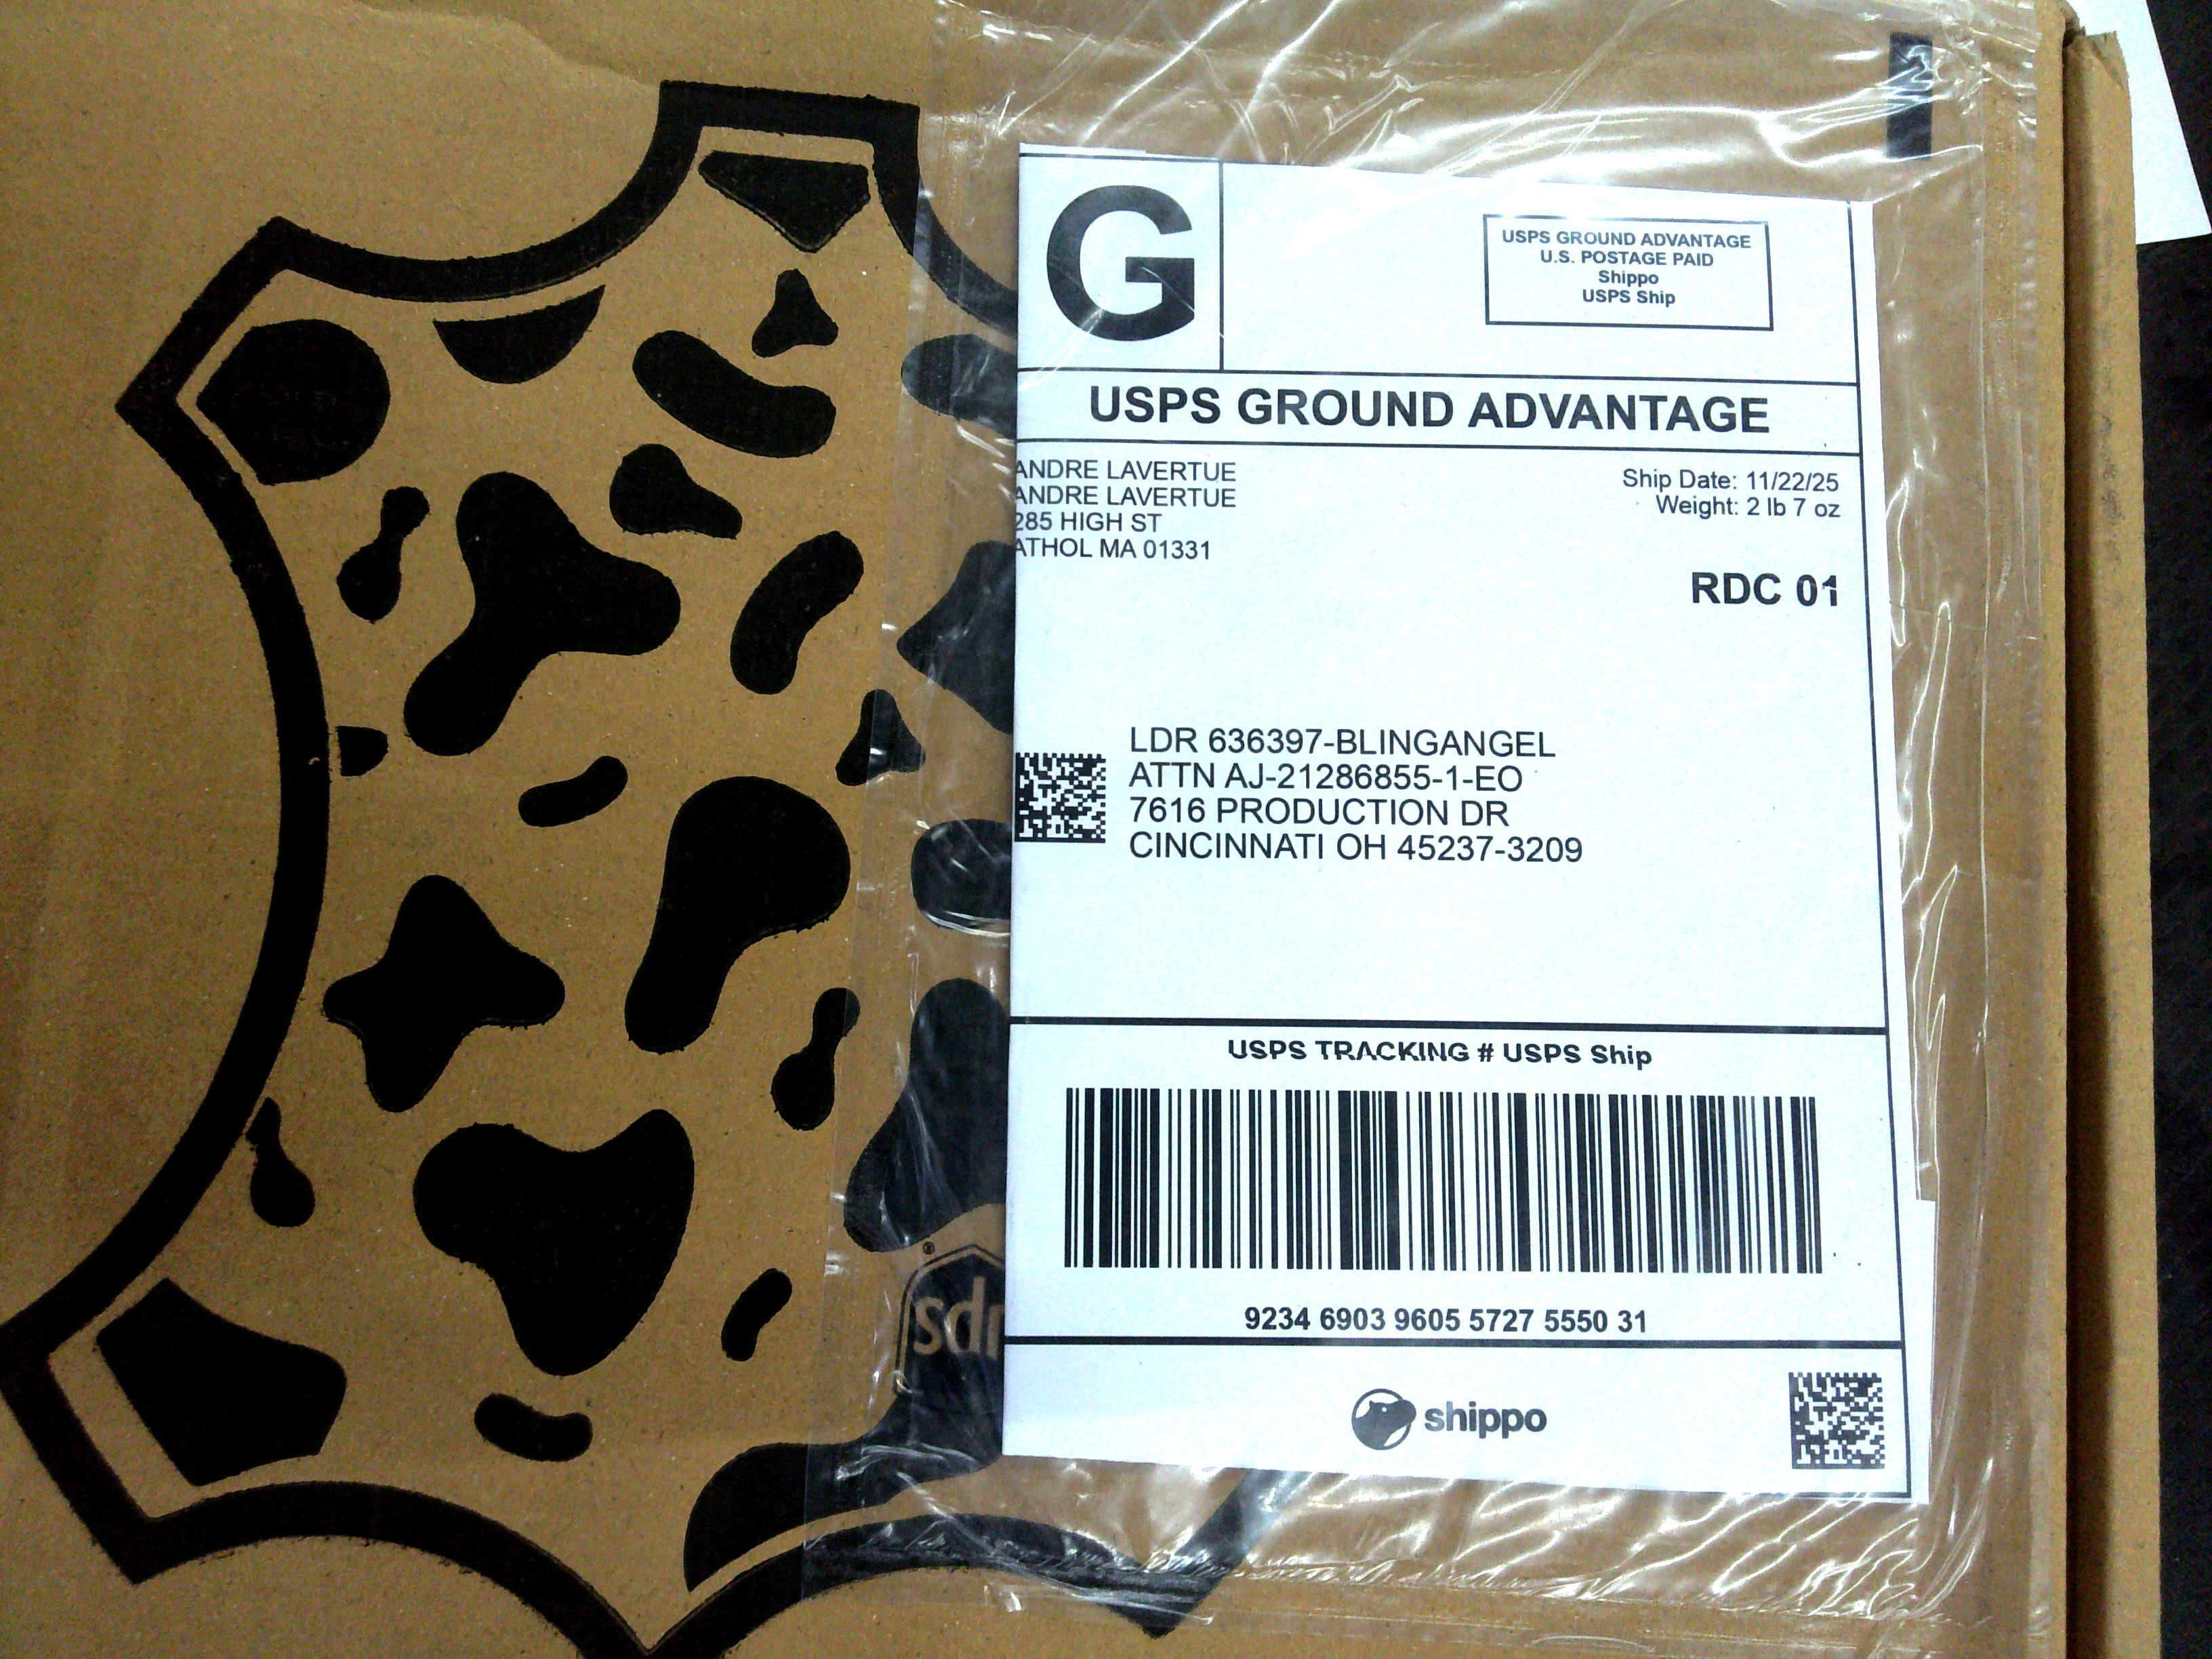 G
USPS GROUND ADVANTAGE
U.S. POSTAGE PAID
Shippo
USPS Ship
USPS GROUND ADVANTAGE
ANDRE LAVERTUE
ANDRE LAVERTUE
285 HIGH ST
ATHOL MA 01331
Ship Date: 11/22/25
Weight: 2 lb 7 oz
RDC 01
LDR 636397-BLINGANGEL
ATTN AJ-21286855-1-EO
7616 PRODUCTION DR
CINCINNATI OH 45237-3209
USPS TRACKING # USPS Ship
9234 6903 9605 5727 5550 31
shippo